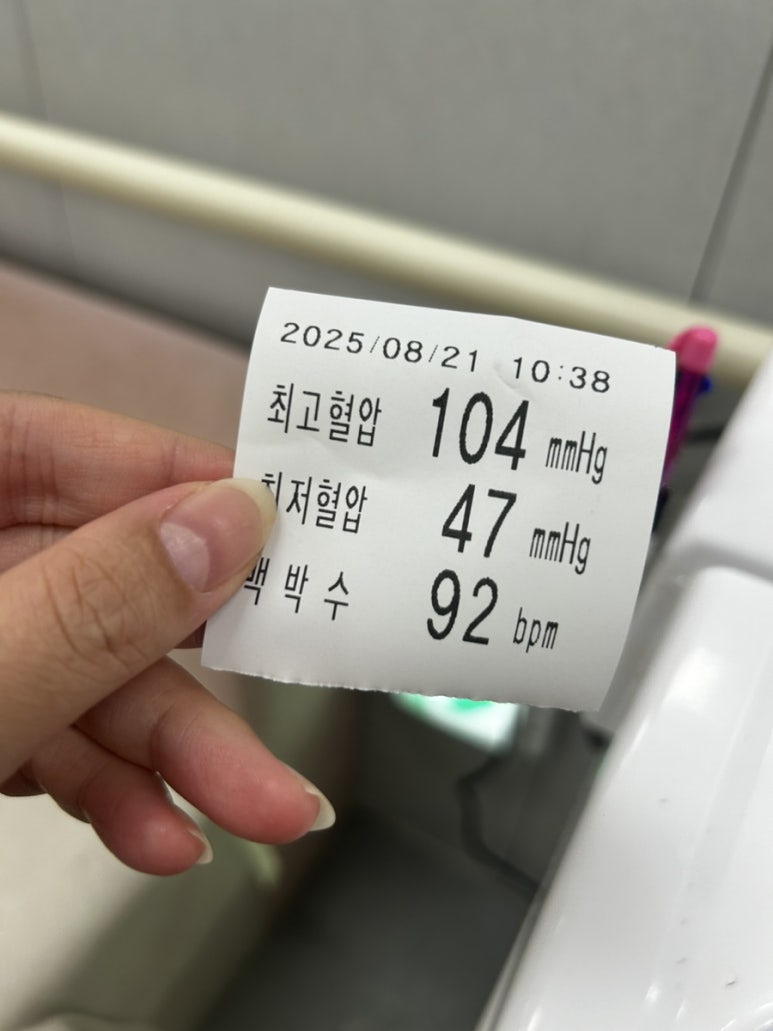 2025/08/21 10:38
최고혈압 104 mmHg
최저혈압 47 mmHg
맥박수 92 bpm